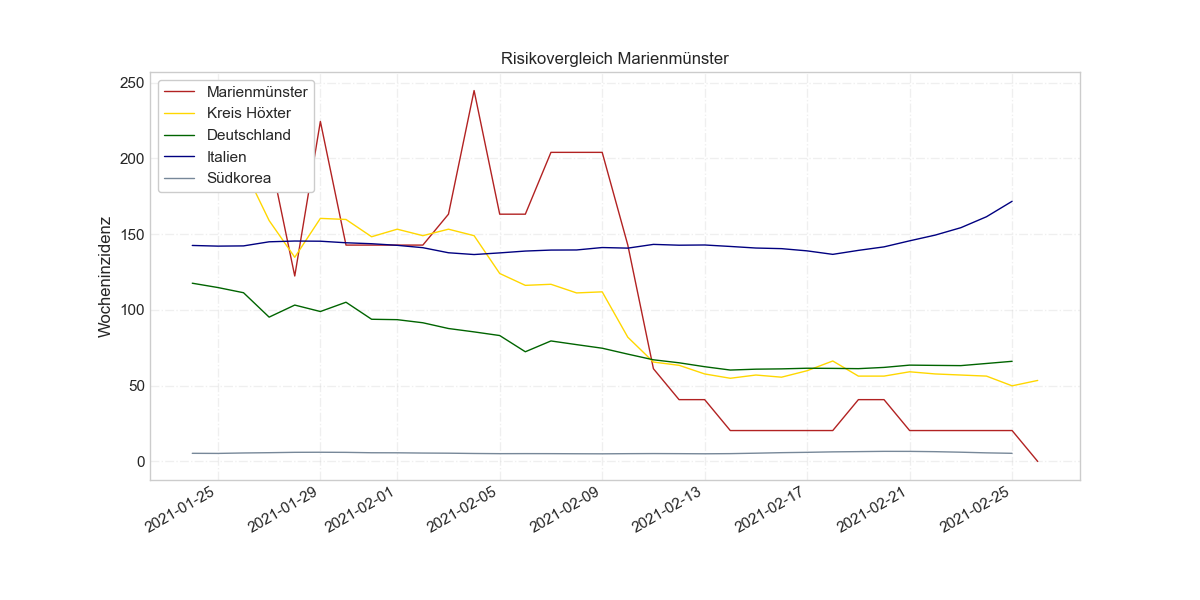 Risikovergleich Marienmünster
250
200
150
100
50
0
Wocheninzidenz
Marienmünster
Kreis Höxter
Deutschland
Italien
Südkorea
2021-01-25
2021-01-29
2021-02-01
2021-02-05
2021-02-09
2021-02-13
2021-02-17
2021-02-21
2021-02-25